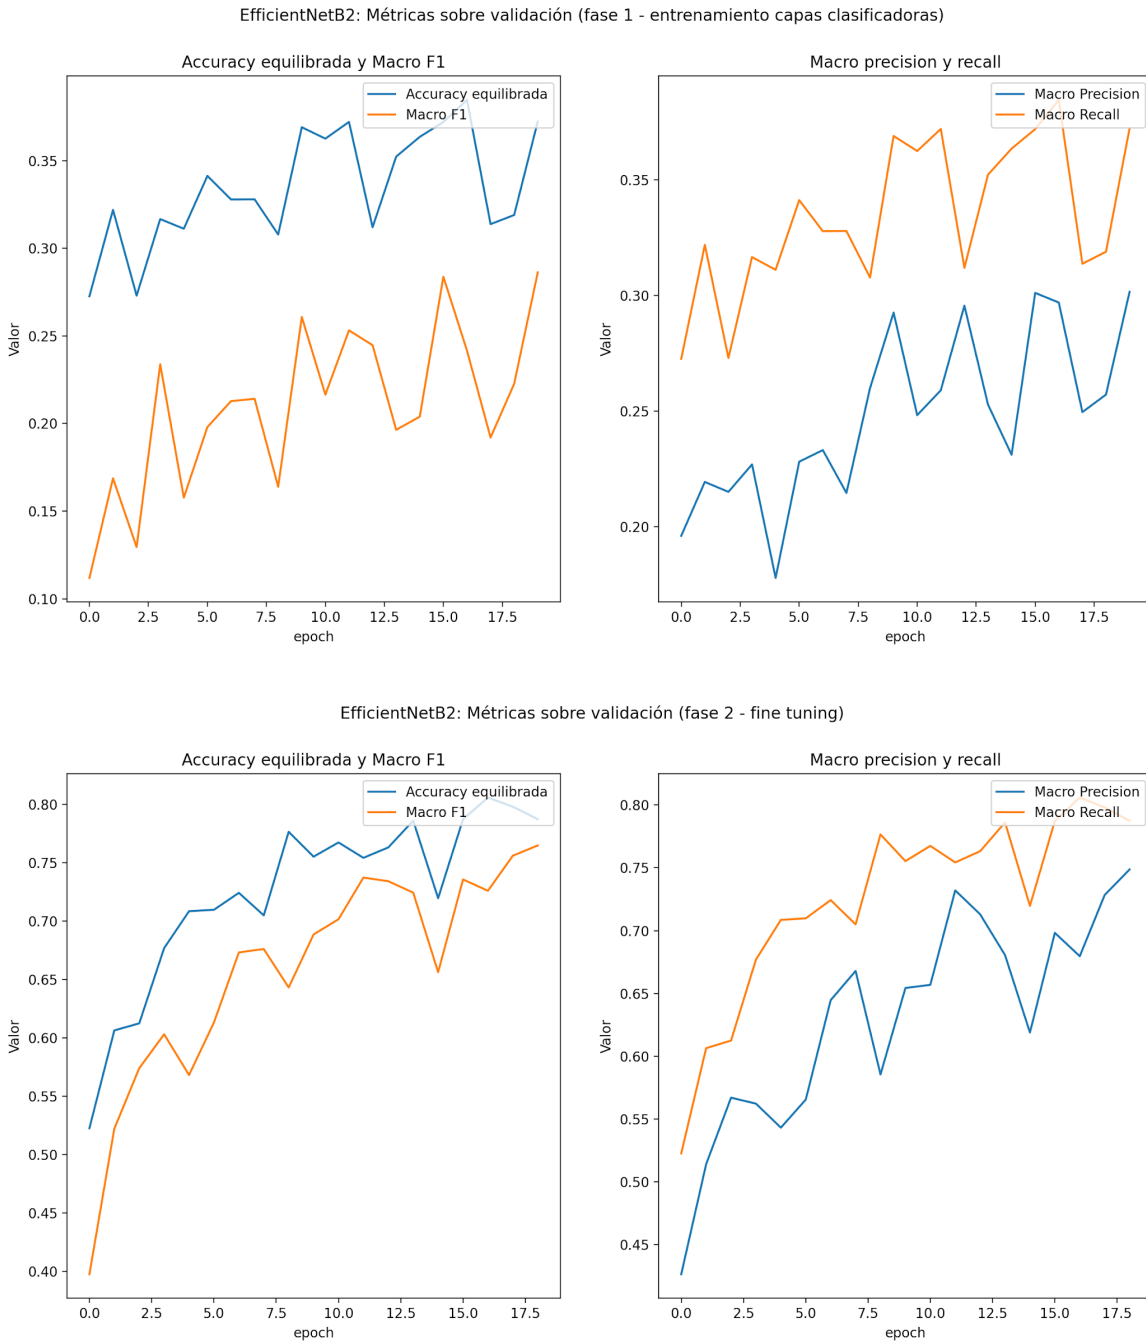 EfficientNetB2: Métricas sobre validación (fase 1 - entrenamiento capas clasificadoras)
Accuracy equilibrada y Macro F1
Accuracy equilibrada
Macro F1
Valor
0.35
0.30
0.25
0.20
0.15
0.10
0.0 2.5 5.0 7.5 10.0 12.5 15.0 17.5
epoch
Macro precision y recall
Macro Precision
Macro Recall
Valor
0.35
0.30
0.25
0.20
0.0 2.5 5.0 7.5 10.0 12.5 15.0 17.5
epoch
EfficientNetB2: Métricas sobre validación (fase 2 - fine tuning)
Accuracy equilibrada y Macro F1
Accuracy equilibrada
Macro F1
Valor
0.80
0.75
0.70
0.65
0.60
0.55
0.50
0.45
0.40
0.0 2.5 5.0 7.5 10.0 12.5 15.0 17.5
epoch
Macro precision y recall
Macro Precision
Macro Recall
Valor
0.80
0.75
0.70
0.65
0.60
0.55
0.50
0.45
0.0 2.5 5.0 7.5 10.0 12.5 15.0 17.5
epoch